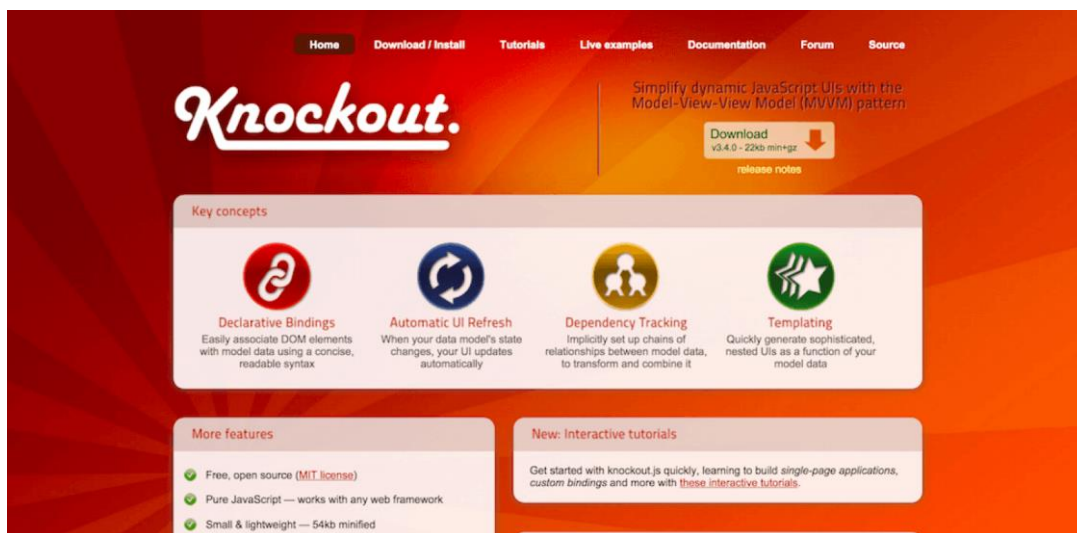 Home Download / Install Tutorials Live examples Documentation Forum Source
Knockout.
Simplify dynamic JavaScript UIs with the
Model-View-View Model (MVVM) pattern
Download
v3.4.0 - 22kb min+gz
release notes
Key concepts
Declarative Bindings
Easily associate DOM elements
with model data using a concise,
readable syntax
Automatic UI Refresh
When your data model's state
changes, your UI updates
automatically
Dependency Tracking
Implicitly set up chains of
relationships between model data,
to transform and combine it
Templating
Quickly generate sophisticated,
nested UIs as a function of your
model data
More features
Free, open source (MIT license)
Pure JavaScript — works with any web framework
Small & lightweight — 54kb minified
New: Interactive tutorials
Get started with knockout.js quickly, learning to build single-page applications,
custom bindings and more with these interactive tutorials.